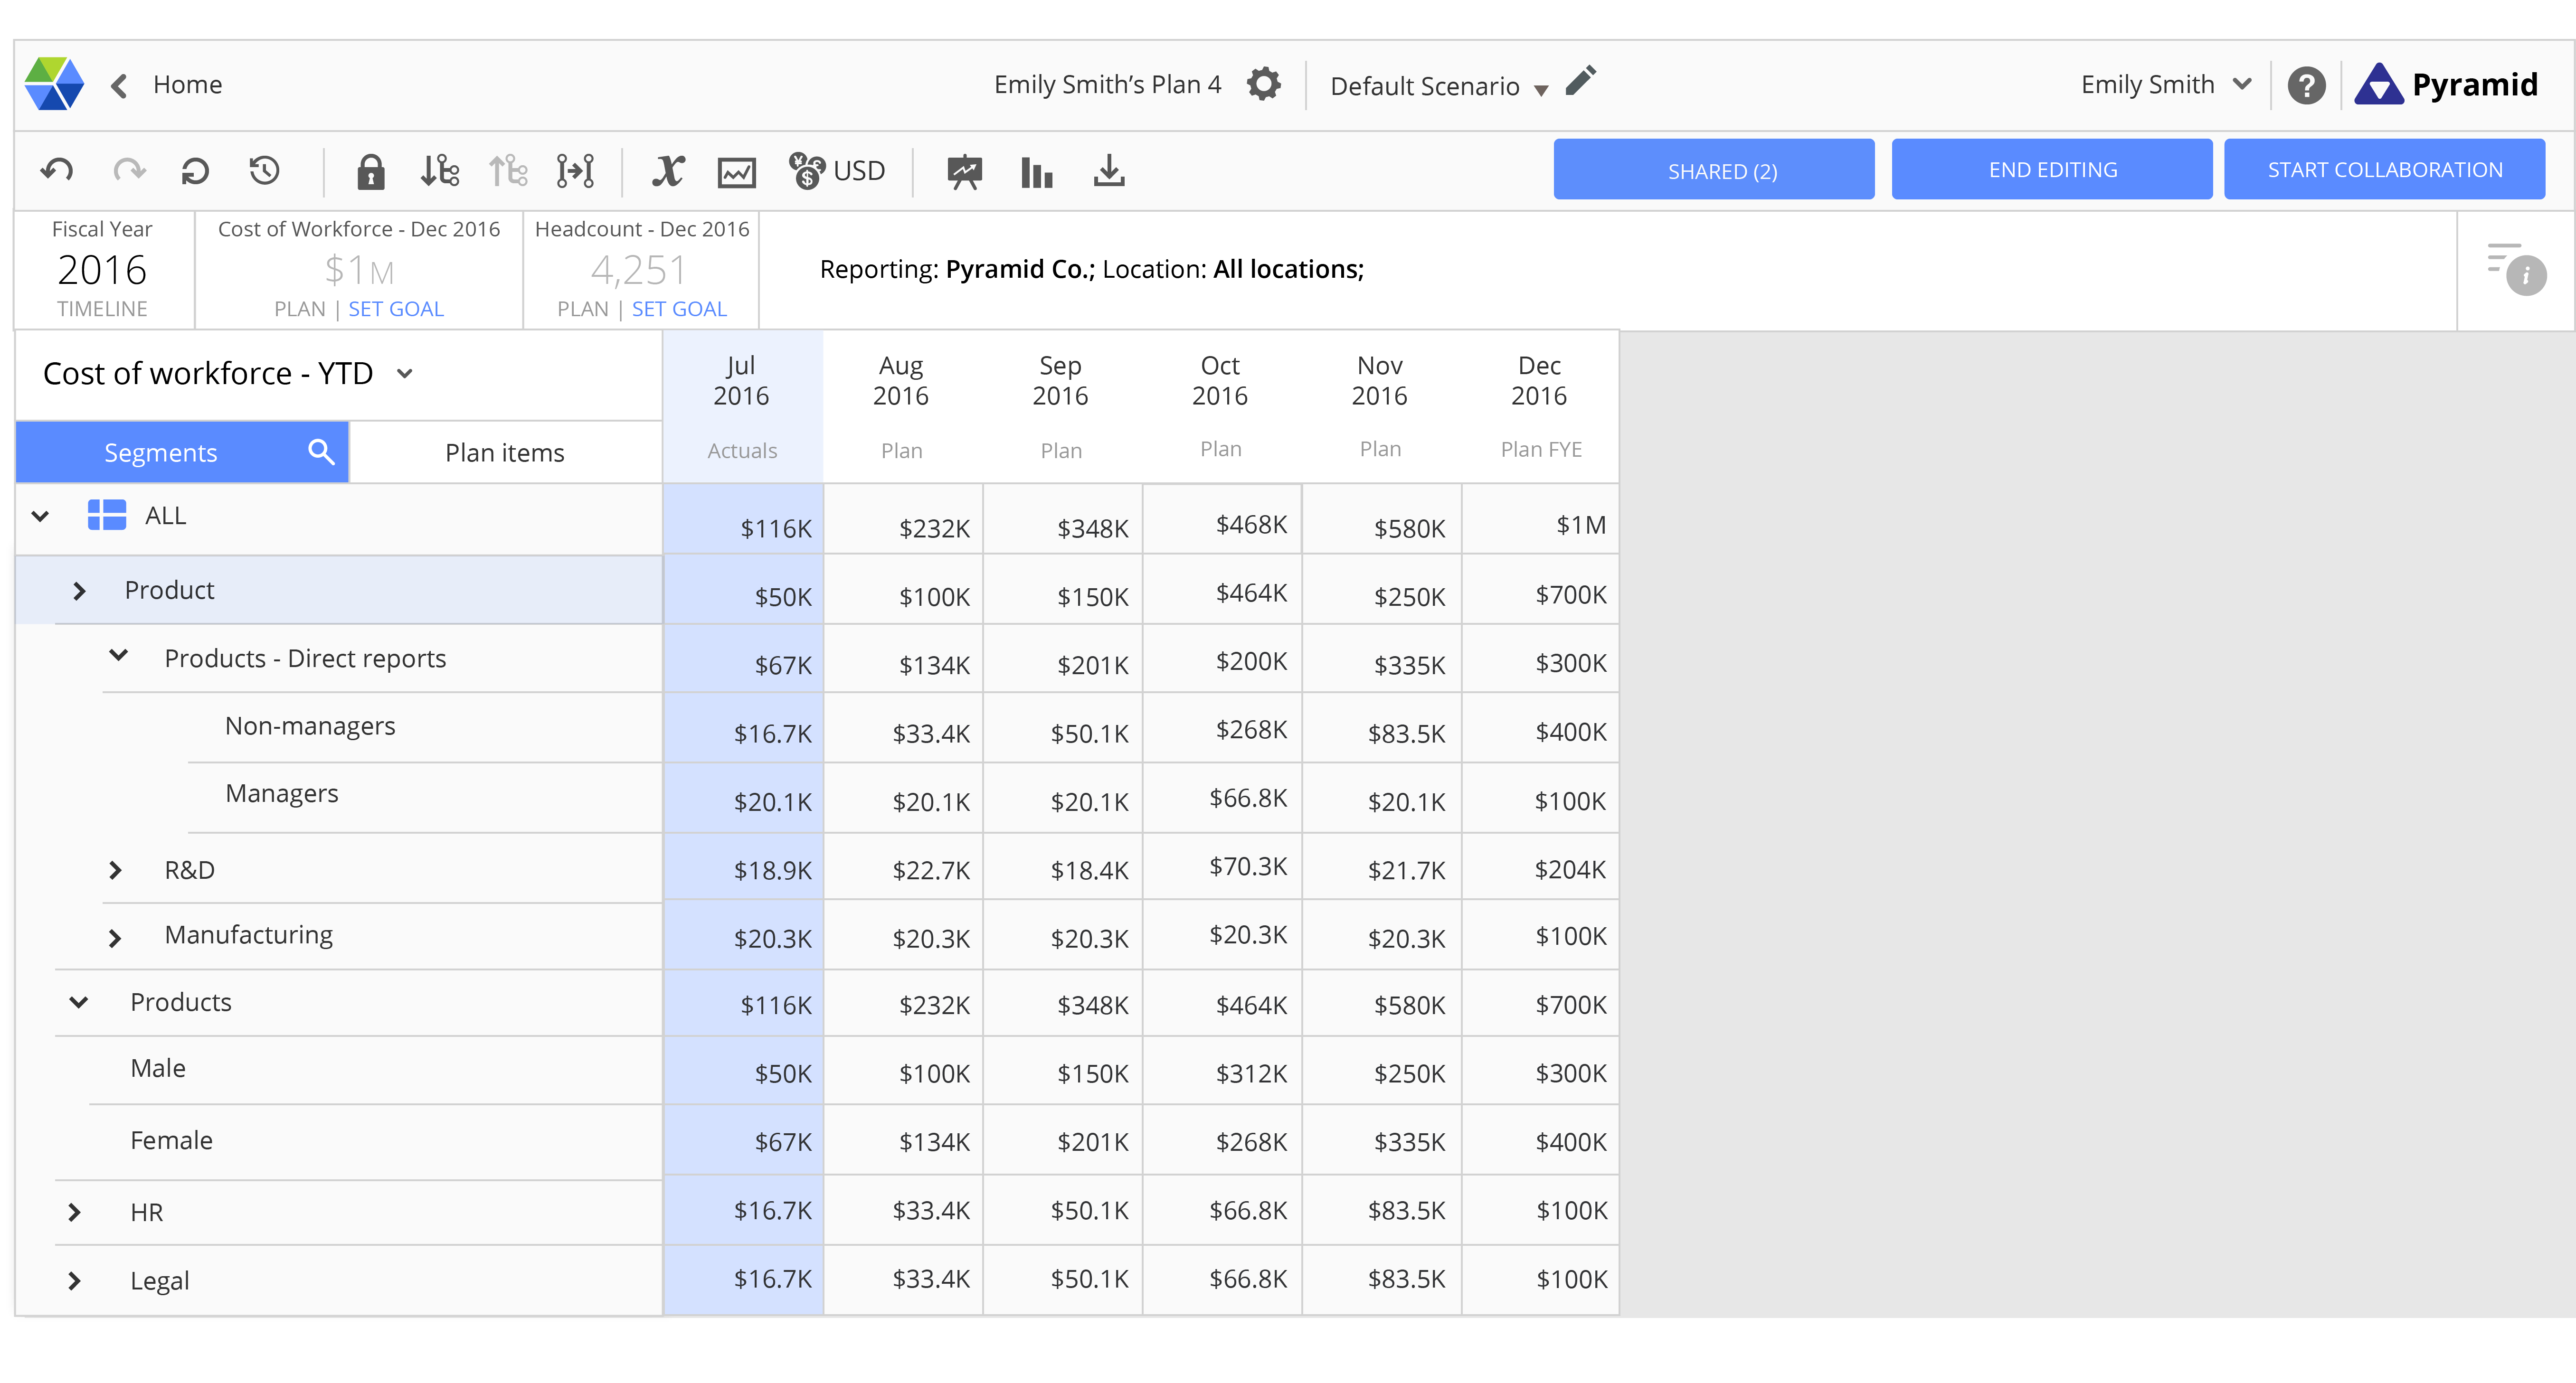 Home
Emily Smith’s Plan 4
Default Scenario
Emily Smith
?
Pyramid
USD
SHARED (2)
END EDITING
START COLLABORATION
Fiscal Year
2016
TIMELINE
Cost of Workforce - Dec 2016
$1M
PLAN | SET GOAL
Headcount - Dec 2016
4,251
PLAN | SET GOAL
Reporting: Pyramid Co.; Location: All locations;
i
Cost of workforce - YTD
Segments
Plan items
Jul
2016
Actuals
Aug
2016
Plan
Sep
2016
Plan
Oct
2016
Plan
Nov
2016
Plan
Dec
2016
Plan FYE
ALL $116K $232K $348K $468K $580K $1M
Product $50K $100K $150K $464K $250K $700K
Products - Direct reports $67K $134K $201K $200K $335K $300K
Non-managers $16.7K $33.4K $50.1K $268K $83.5K $400K
Managers $20.1K $20.1K $20.1K $66.8K $20.1K $100K
R&D $18.9K $22.7K $18.4K $70.3K $21.7K $204K
Manufacturing $20.3K $20.3K $20.3K $20.3K $20.3K $100K
Products $116K $232K $348K $464K $580K $700K
Male $50K $100K $150K $312K $250K $300K
Female $67K $134K $201K $268K $335K $400K
HR $16.7K $33.4K $50.1K $66.8K $83.5K $100K
Legal $16.7K $33.4K $50.1K $66.8K $83.5K $100K